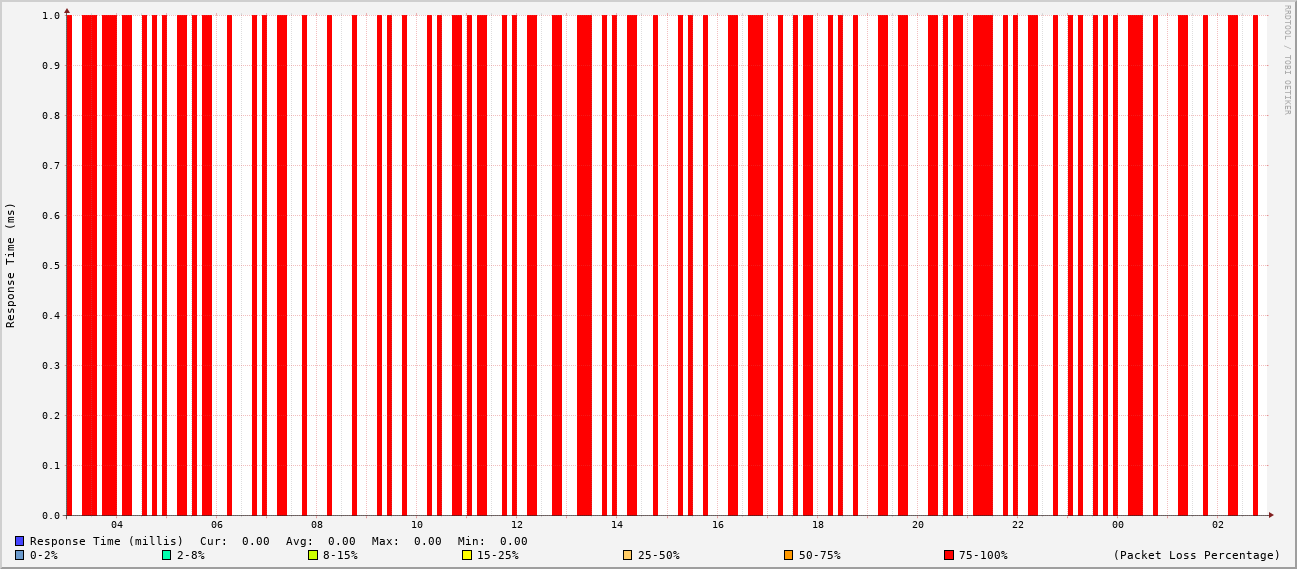 RRDTOOL / TOBI OETIKER
Response Time (ms)
1.0
0.9
0.8
0.7
0.6
0.5
0.4
0.3
0.2
0.1
0.0
04 06 08 10 12 14 16 18 20 22 00 02
Response Time (millis) Cur: 0.00 Avg: 0.00 Max: 0.00 Min: 0.00
0-2% 2-8% 8-15% 15-25% 25-50% 50-75% 75-100% (Packet Loss Percentage)